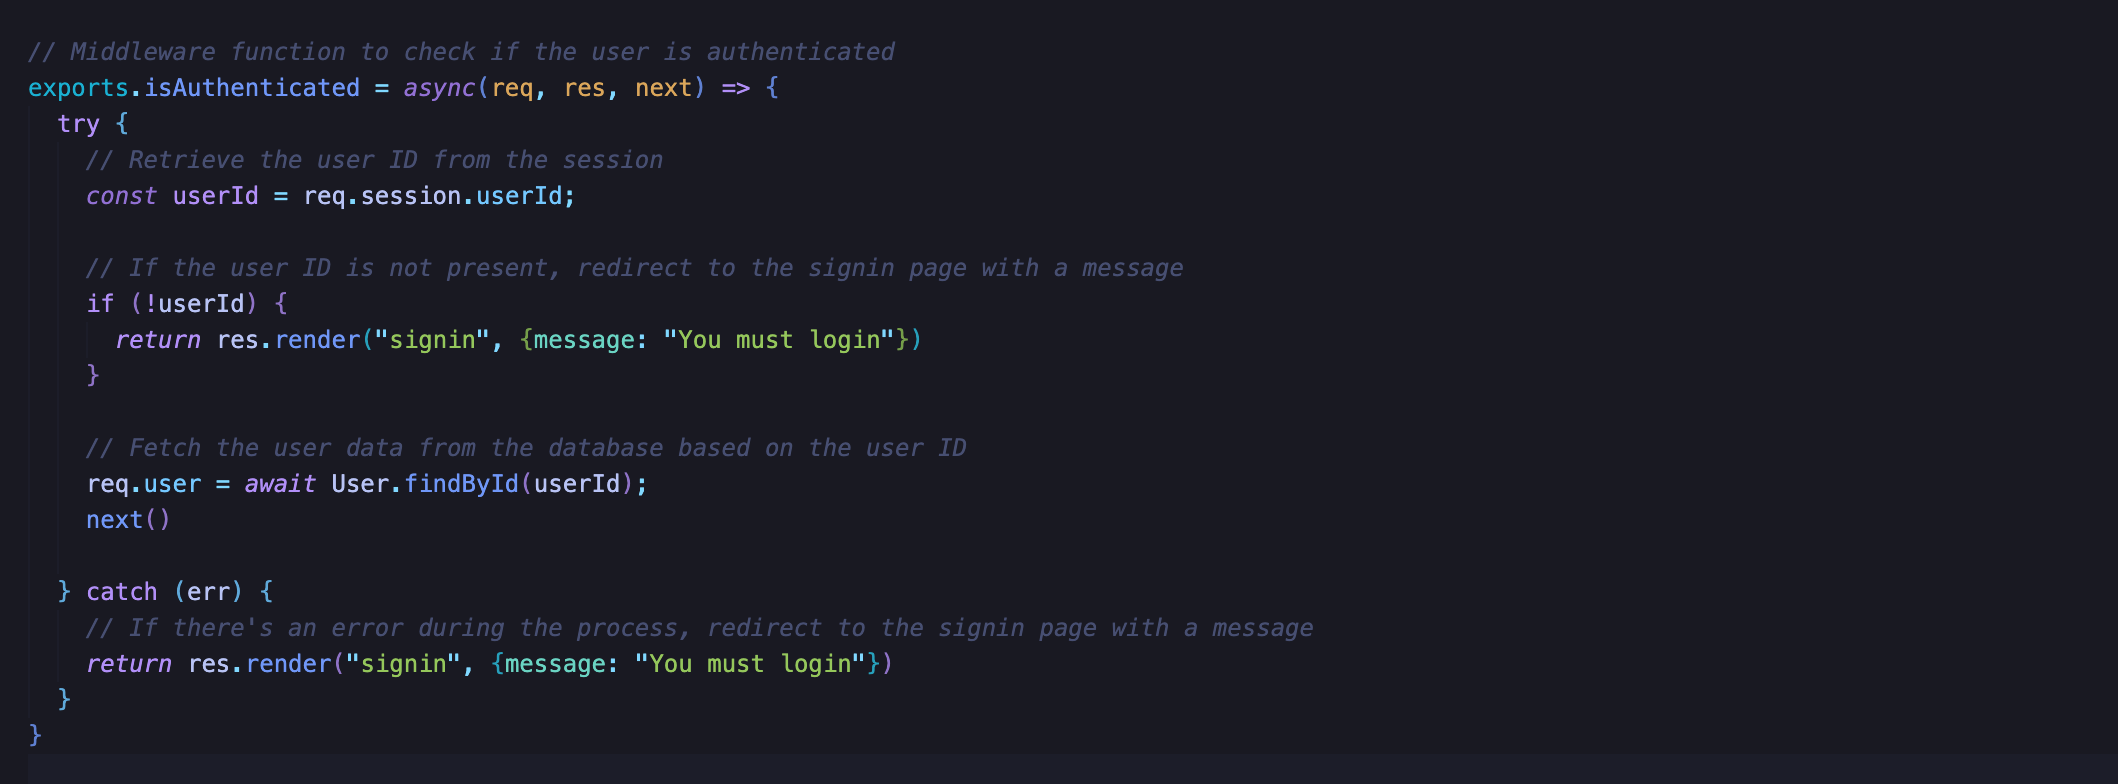 // Middleware function to check if the user is authenticated
exports.isAuthenticated = async(req, res, next) => {
  try {
    // Retrieve the user ID from the session
    const userId = req.session.userId;

    // If the user ID is not present, redirect to the signin page with a message
    if (!userId) {
      return res.render("signin", {message: "You must login"})
    }

    // Fetch the user data from the database based on the user ID
    req.user = await User.findById(userId);
    next()

  } catch (err) {
    // If there's an error during the process, redirect to the signin page with a message
    return res.render("signin", {message: "You must login"})
  }
}